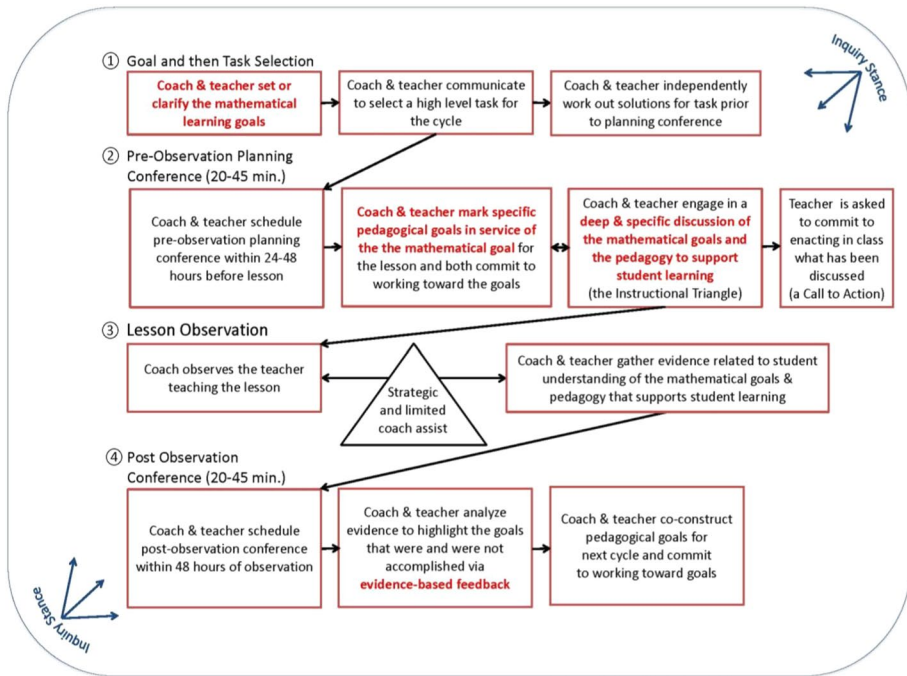 ① Goal and then Task Selection
Inquiry Stance
Coach & teacher set or
clarify the mathematical
learning goals
Coach & teacher communicate
to select a high level task for
the cycle
Coach & teacher independently
work out solutions for task prior
to planning conference
② Pre-Observation Planning
Conference (20-45 min.)
Coach & teacher schedule
pre-observation planning
conference within 24-48
hours before lesson
Coach & teacher mark specific
pedagogical goals in service of
the the mathematical goal for
the lesson and both commit to
working toward the goals
Coach & teacher engage in a
deep & specific discussion of
the mathematical goals and
the pedagogy to support
student learning
(the Instructional Triangle)
Teacher is asked
to commit to
enacting in class
what has been
discussed
(a Call to Action)
③ Lesson Observation
Coach observes the teacher
teaching the lesson
Strategic
and limited
coach assist
Coach & teacher gather evidence related to student
understanding of the mathematical goals &
pedagogy that supports student learning
④ Post Observation
Conference (20-45 min.)
Coach & teacher schedule
post-observation conference
within 48 hours of observation
Coach & teacher analyze
evidence to highlight the goals
that were and were not
accomplished via
evidence-based feedback
Coach & teacher co-construct
pedagogical goals for
next cycle and commit
to working toward goals
Inquiry Stance